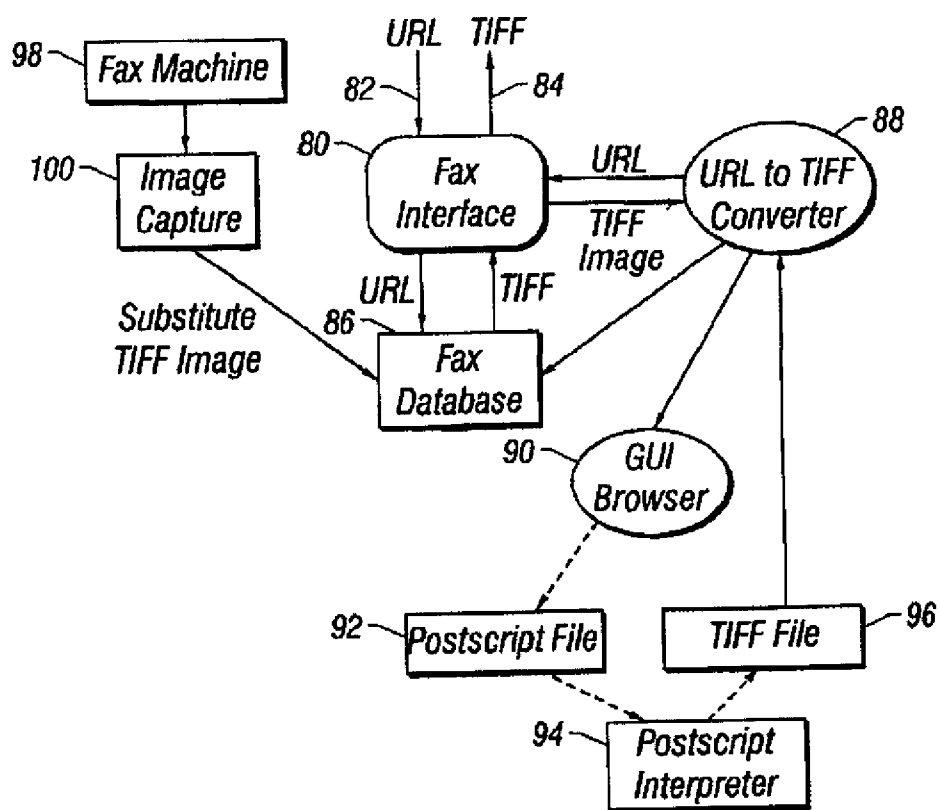 URL TIFF
98
Fax Machine
82
84
88
80
100
Image
Capture
Fax
Interface
URL
URL to TIFF
Converter
TIFF
Image
URL
TIFF
Substitute
TIFF Image
86
Fax
Database
90
GUI
Browser
92
Postscript File
TIFF File
96
94
Postscript
Interpreter